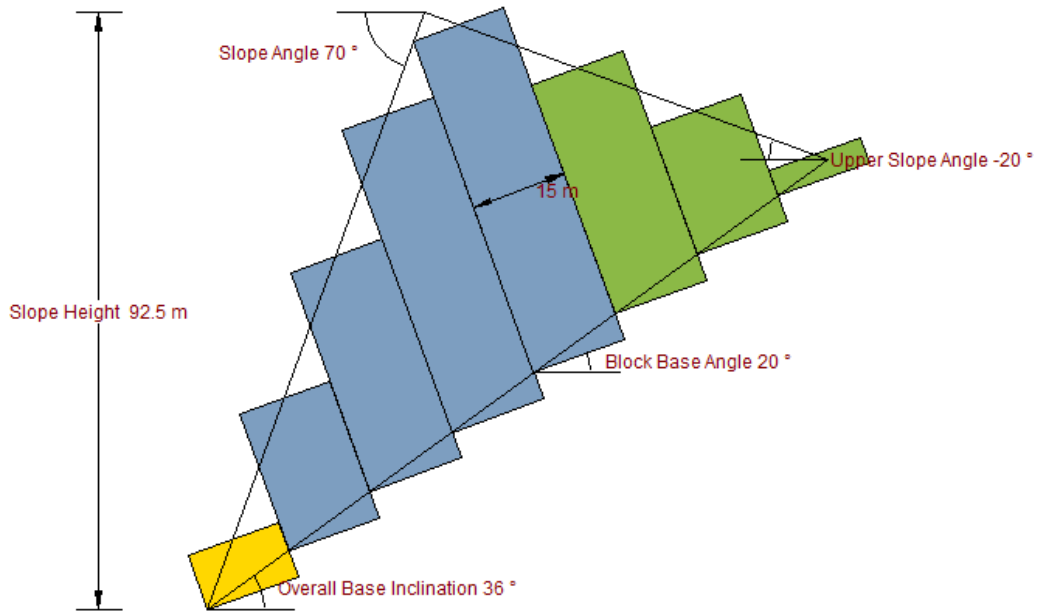 Slope Angle 70 °
Upper Slope Angle -20 °
15 m
Slope Height  92.5 m
Block Base Angle 20 °
Overall Base Inclination 36 °